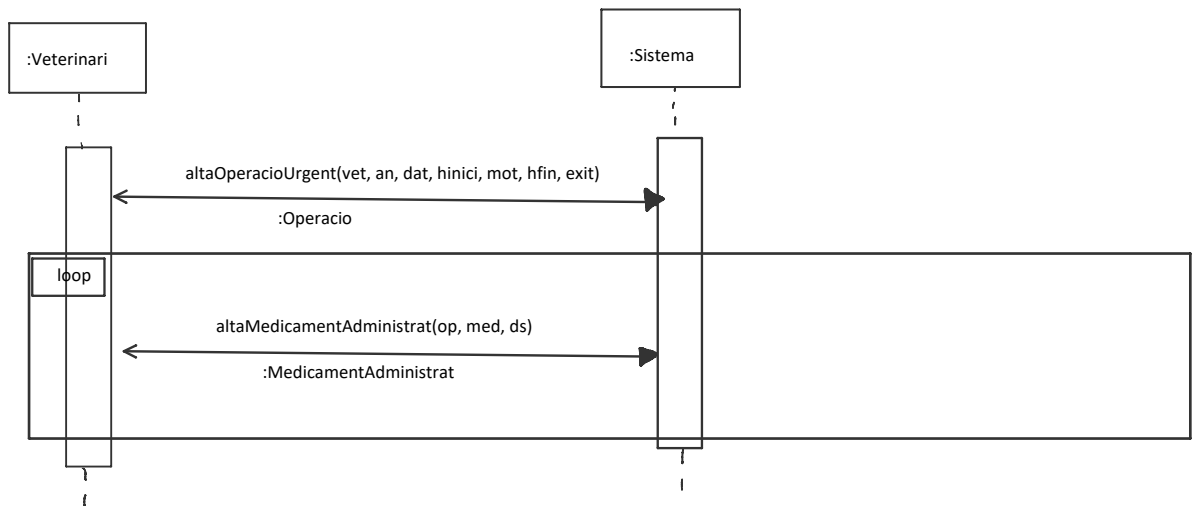 :Veterinari
:Sistema
altaOperacioUrgent(vet, an, dat, hinici, mot, hfin, exit)
:Operacio
loop
altaMedicamentAdministrat(op, med, ds)
:MedicamentAdministrat